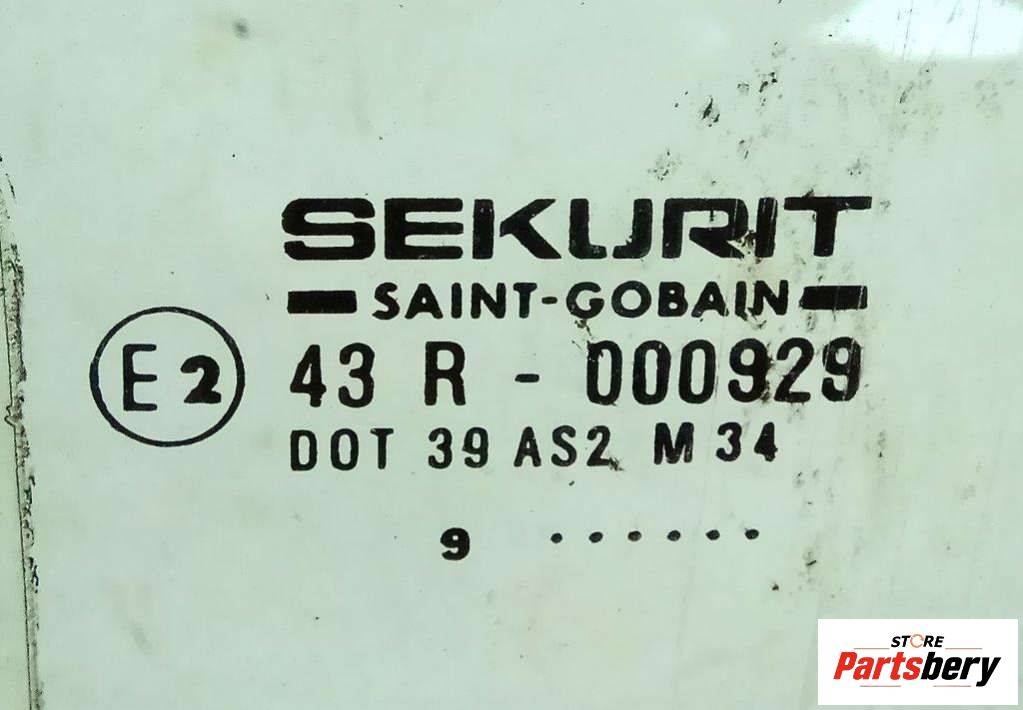 SEKURIT
SAINT-GOBAIN
E2 43 R - 000929
DOT 39 AS2 M 34
9 ......
STORE
Partsbery